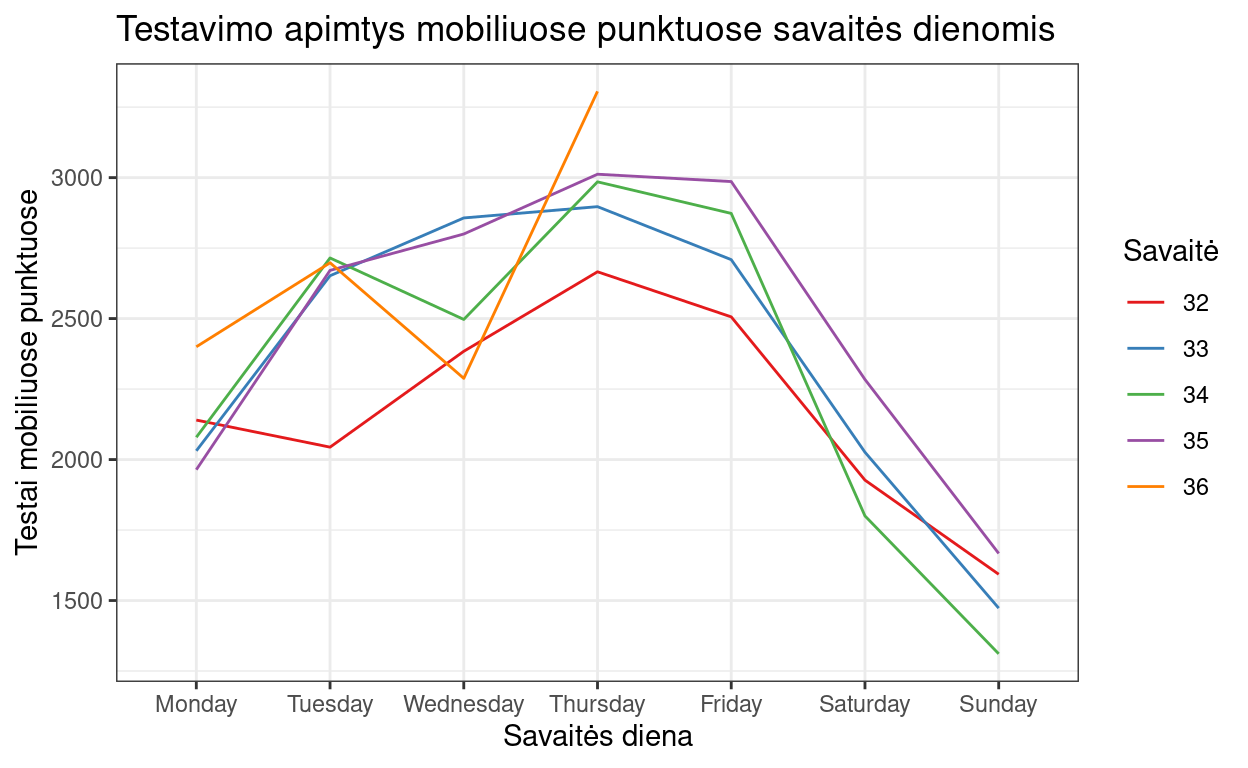 Testavimo apimtys mobiliuose punktuose savaitės dienomis
Testai mobiliuose punktuose
3000
2500
2000
1500
Monday
Tuesday
Wednesday
Thursday
Friday
Saturday
Sunday
Savaitės diena
Savaitė
32
33
34
35
36